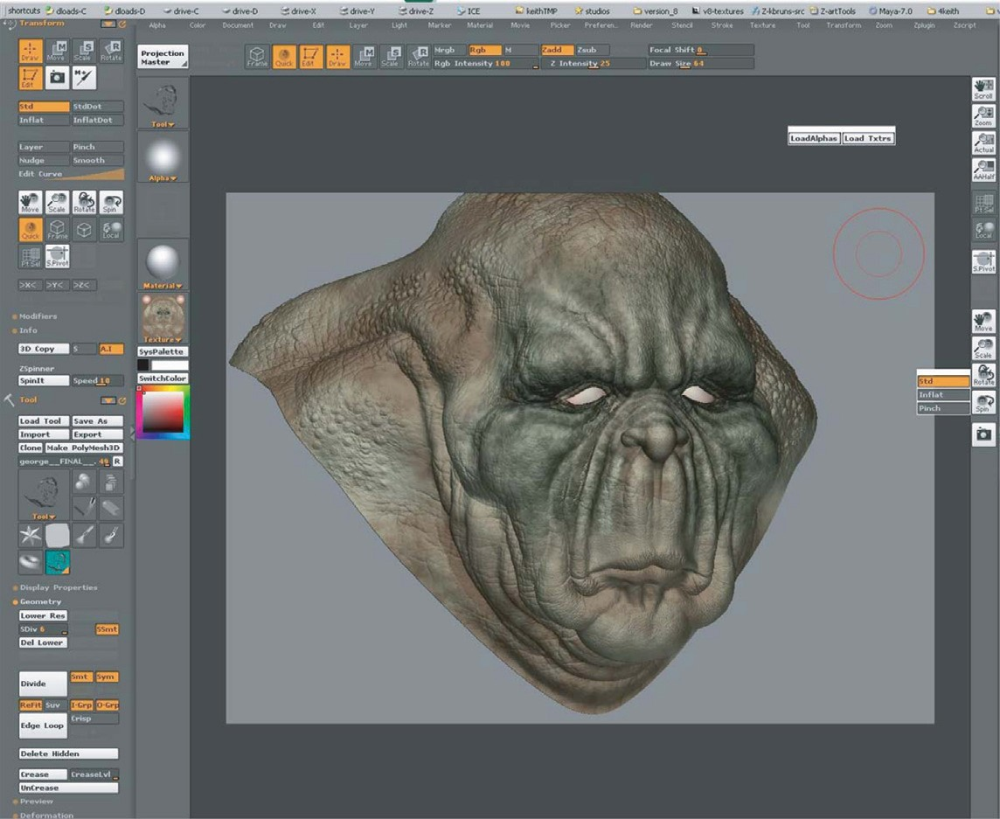 shortcuts dloads-C dloads-D drive-C drive-D drive-X drive-Y drive-Z ICE keithTMP studios version_8 v8-textures Z-kbruns-src Z-artTools Maya-7.0 4keith
Transform
Alpha Color Document Draw Edit Layer Light Marker Material Movie Picker Preferen.. Render Stencil Stroke Texture Tool Transform Zoom Zplugin Zscript
Draw Move Scale Rotate
Edit
Projection Master
Frame Quick Edit Draw Move Scale Rotate
Mrgb Rgb M Zadd Zsub Focal Shift 0
Rgb Intensity 100 Z Intensity 25 Draw Size 64
Std StdDot
Inflat InflatDot
Layer Pinch
Nudge Smooth
Edit Curve
Move Scale Rotate Spin
Quick Frame Local
Pt Sel S.Pivot
>X< >Y< >Z<
Modifiers
Info
3D Copy S A.I
ZSpinner
SpinIt Speed 10
Tool
Load Tool Save As
Import Export
Clone Make PolyMesh3D
george__FINAL__. 40 R
Tool
Display Properties
Geometry
Lower Res
SDiv 6 SSmt
Del Lower
Divide Smt Sym
ReFit Suv I-Grp O-Grp
Edge Loop Crisp
Delete Hidden
Crease CreaseLvl
UnCrease
Preview
Deformation
Tool
Alpha
Material
Texture
SysPalette
SwitchColor
LoadAlphas Load Txtrs
Scroll
Zoom
Actual
AAHalf
Pt Sel
Local
S.Pivot
Move
Scale
Rotate
Spin
Std
Inflat
Pinch